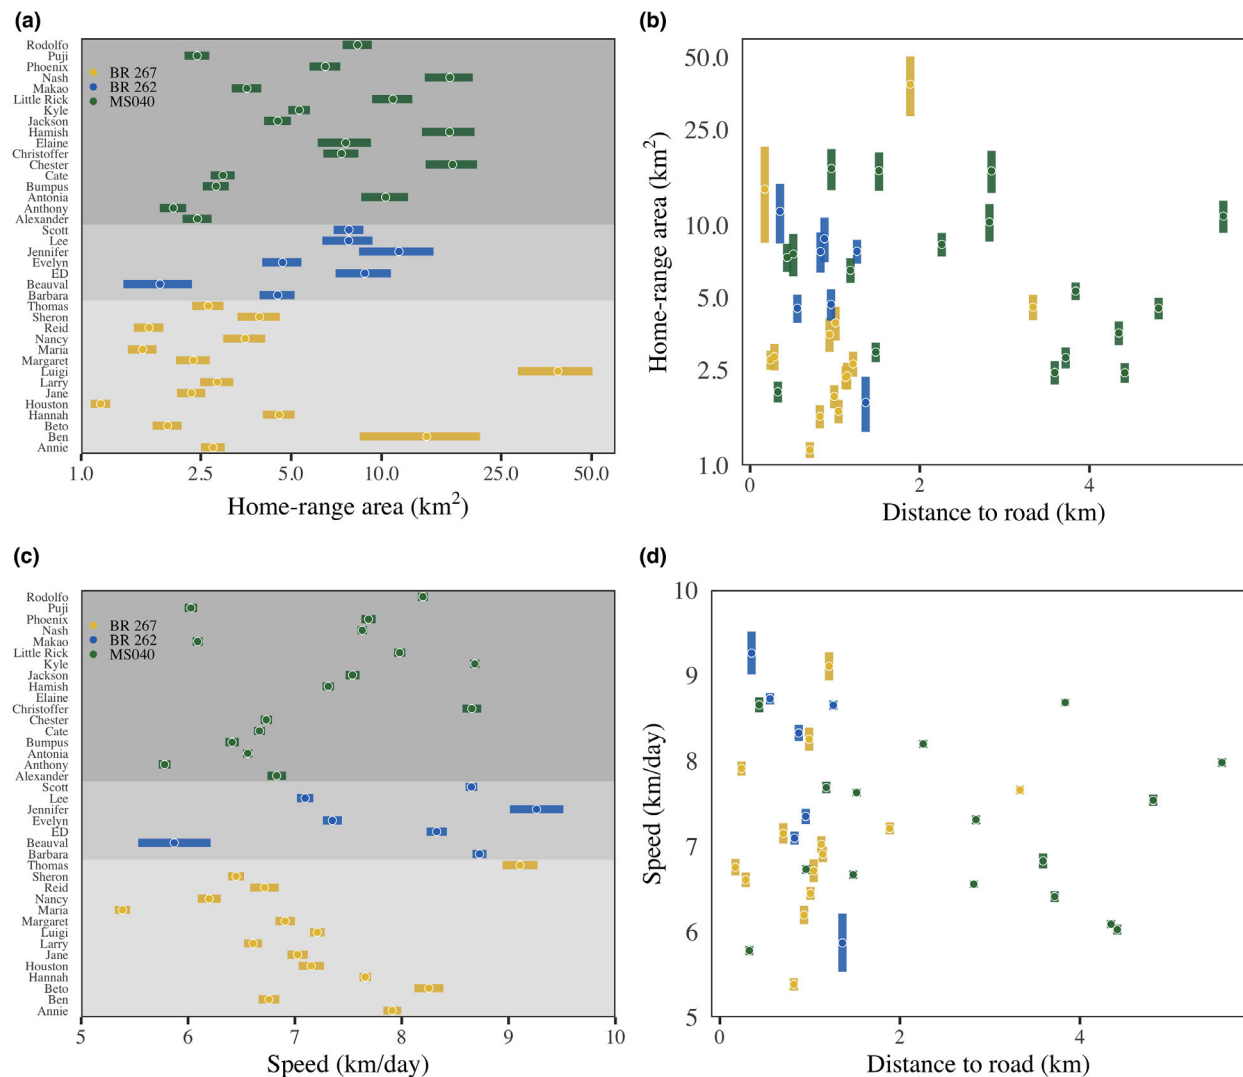 (a)
Rodolfo
Puji
Phoenix
Nash
Makao
Little Rick
Kyle
Jackson
Hamish
Elaine
Christoffer
Chester
Cate
Bumpus
Antonia
Anthony
Alexander
Scott
Lee
Jennifer
Evelyn
ED
Beauval
Barbara
Thomas
Sheron
Reid
Nancy
Maria
Margaret
Luigi
Larry
Jane
Houston
Hannah
Beto
Ben
Annie
BR 267
BR 262
MS040
1.0 2.5 5.0 10.0 25.0 50.0
Home-range area (km²)
(b)
50.0
25.0
10.0
5.0
2.5
1.0
Home-range area (km²)
0 2 4
Distance to road (km)
(c)
Rodolfo
Puji
Phoenix
Nash
Makao
Little Rick
Kyle
Jackson
Hamish
Elaine
Christoffer
Chester
Cate
Bumpus
Antonia
Anthony
Alexander
Scott
Lee
Jennifer
Evelyn
ED
Beauval
Barbara
Thomas
Sheron
Reid
Nancy
Maria
Margaret
Luigi
Larry
Jane
Houston
Hannah
Beto
Ben
Annie
BR 267
BR 262
MS040
5 6 7 8 9 10
Speed (km/day)
(d)
10
9
8
7
6
5
Speed (km/day)
0 2 4
Distance to road (km)